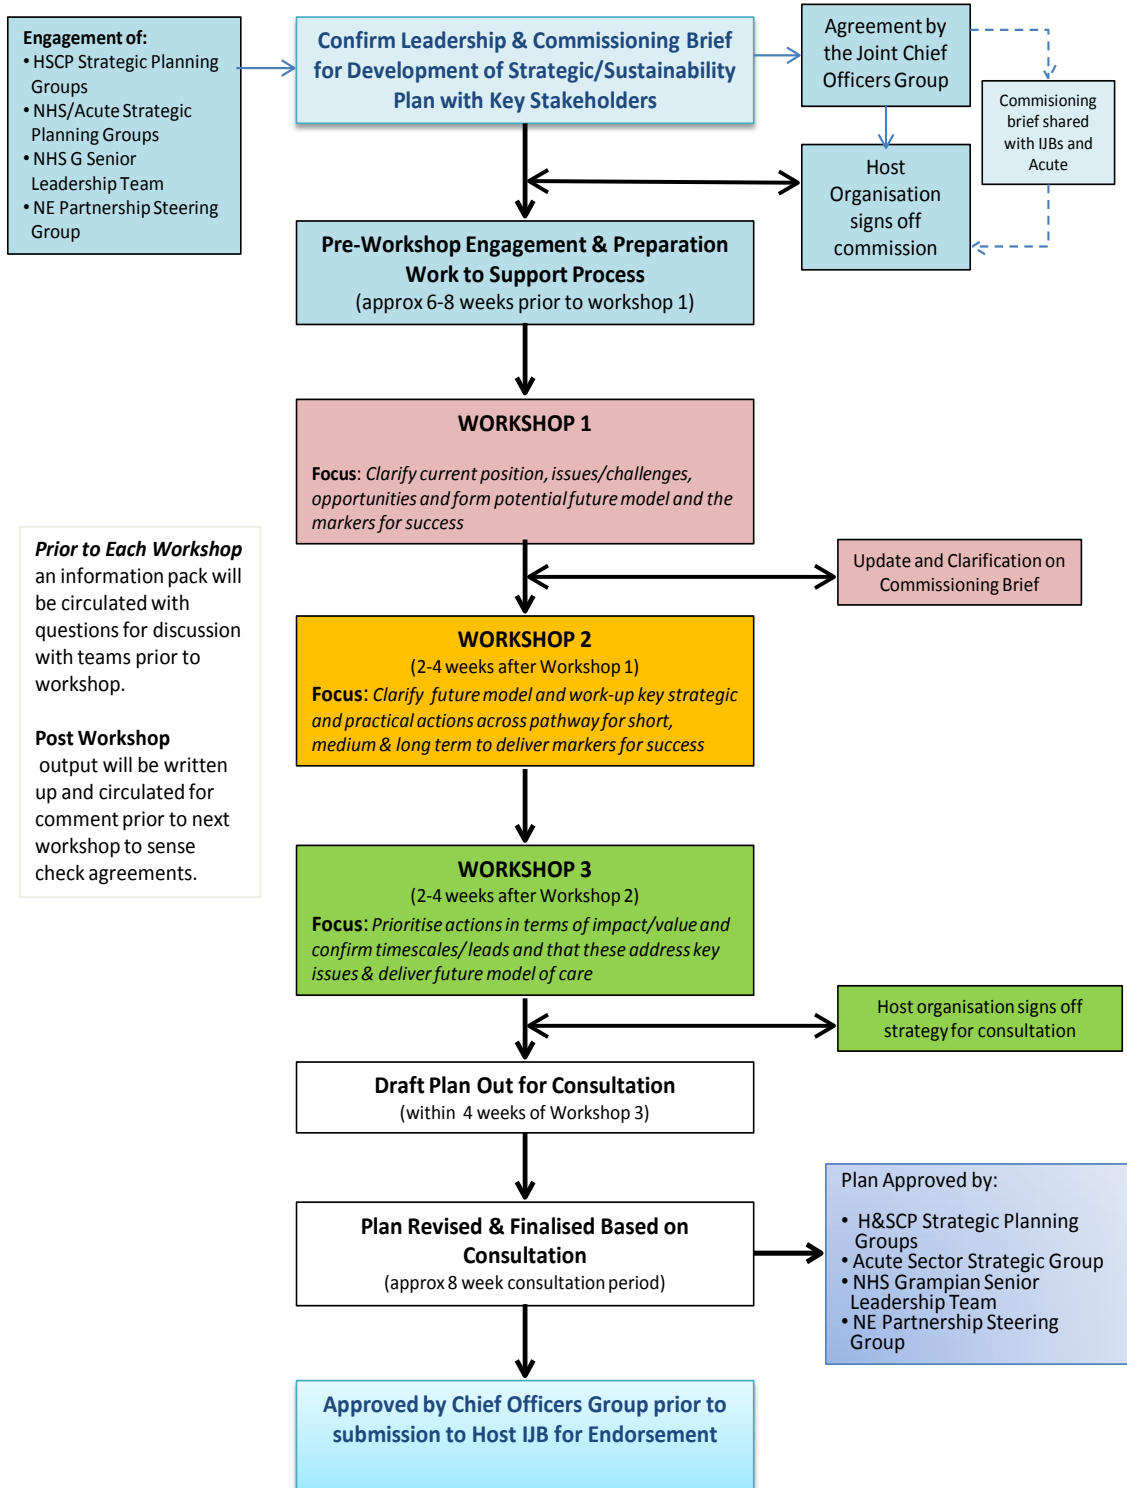 Engagement of:
• HSCP Strategic Planning
Groups
• NHS/Acute Strategic
Planning Groups
• NHS G Senior
Leadership Team
• NE Partnership Steering
Group
Confirm Leadership & Commissioning Brief
for Development of Strategic/Sustainability
Plan with Key Stakeholders
Agreement by
the Joint Chief
Officers Group
Commisioning
brief shared
with IJBs and
Acute
Host
Organisation
signs off
commission
Pre-Workshop Engagement & Preparation
Work to Support Process
(approx 6-8 weeks prior to workshop 1)
WORKSHOP 1
Focus: Clarify current position, issues/challenges,
opportunities and form potential future model and the
markers for success
Prior to Each Workshop
an information pack will
be circulated with
questions for discussion
with teams prior to
workshop.
Post Workshop
output will be written
up and circulated for
comment prior to next
workshop to sense
check agreements.
Update and Clarification on
Commissioning Brief
WORKSHOP 2
(2-4 weeks after Workshop 1)
Focus: Clarify future model and work-up key strategic
and practical actions across pathway for short,
medium & long term to deliver markers for success
WORKSHOP 3
(2-4 weeks after Workshop 2)
Focus: Prioritise actions in terms of impact/value and
confirm timescales/leads and that these address key
issues & deliver future model of care
Host organisation signs off
strategy for consultation
Draft Plan Out for Consultation
(within 4 weeks of Workshop 3)
Plan Revised & Finalised Based on
Consultation
(approx 8 week consultation period)
Plan Approved by:
• H&SCP Strategic Planning
Groups
• Acute Sector Strategic Group
• NHS Grampian Senior
Leadership Team
• NE Partnership Steering
Group
Approved by Chief Officers Group prior to
submission to Host IJB for Endorsement